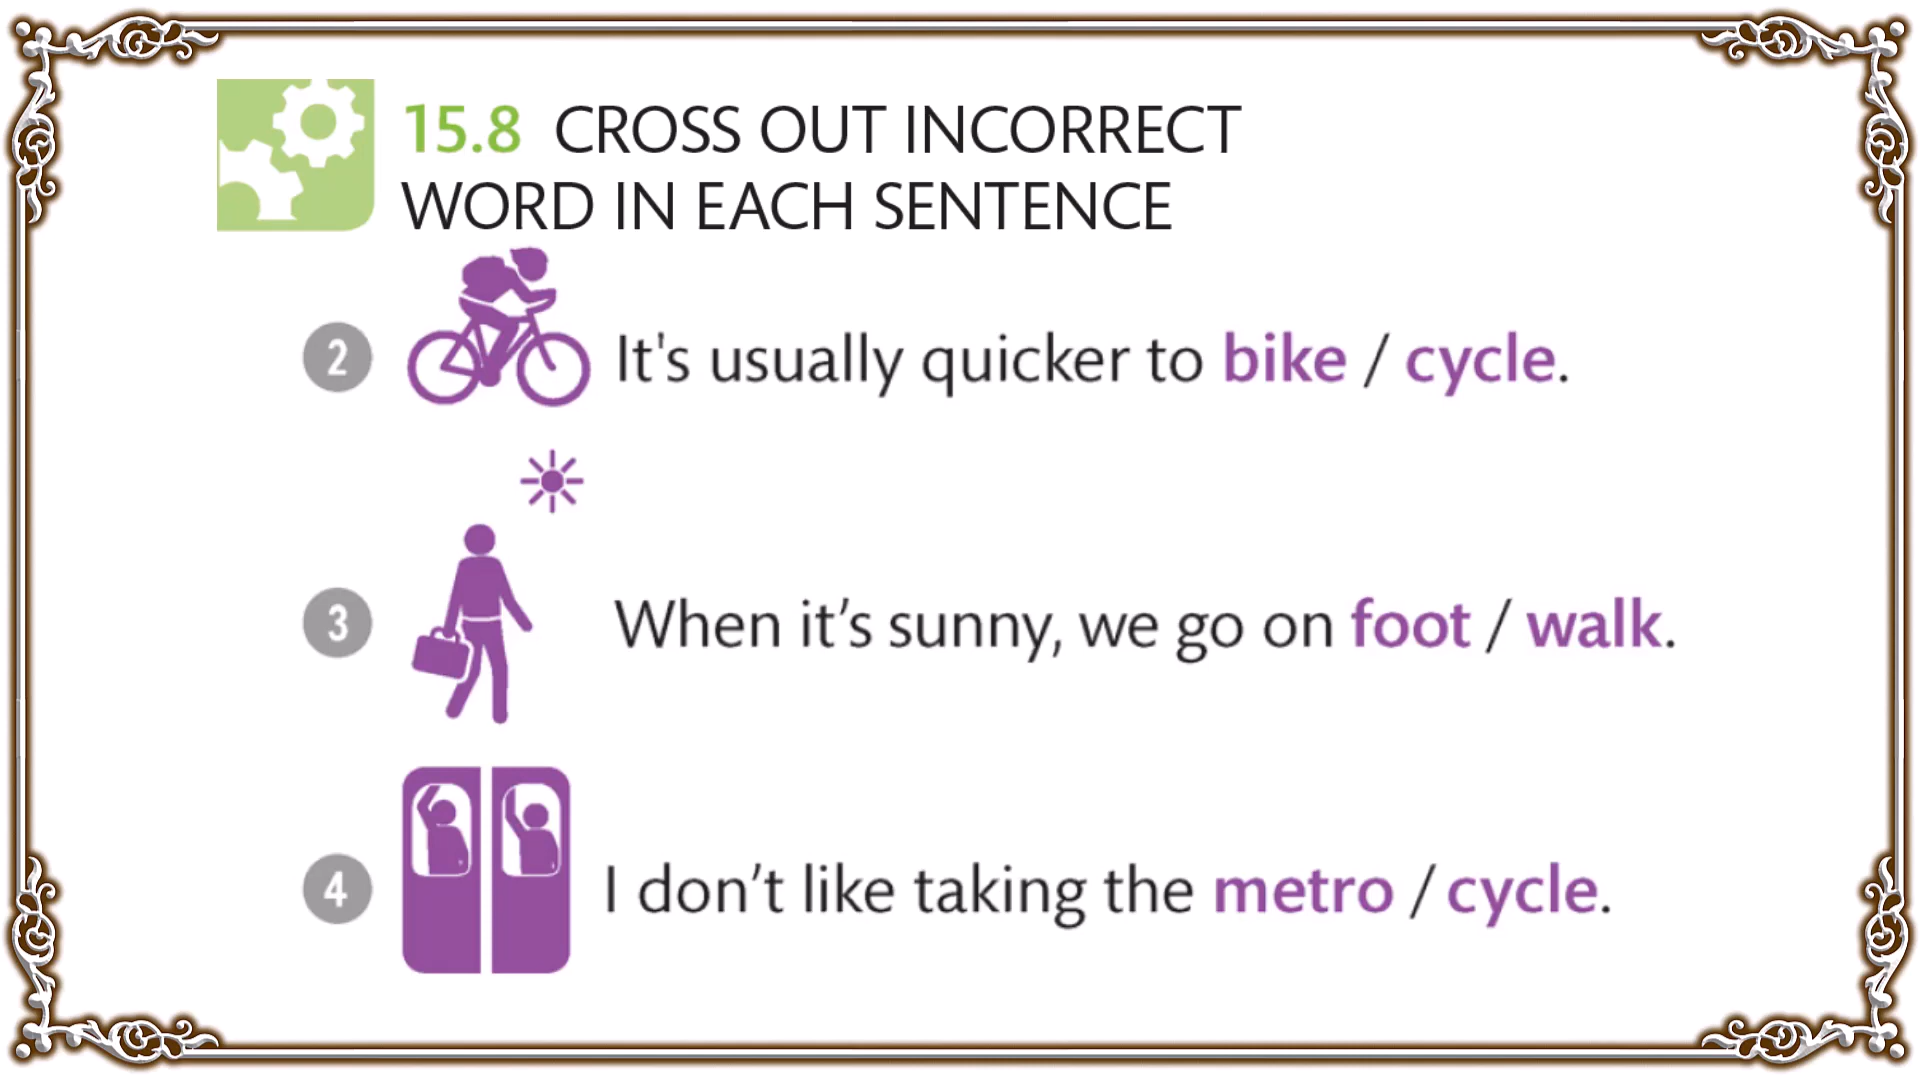 15.8 CROSS OUT INCORRECT
WORD IN EACH SENTENCE
2 It's usually quicker to bike / cycle.
3 When it’s sunny, we go on foot / walk.
4 I don’t like taking the metro / cycle.